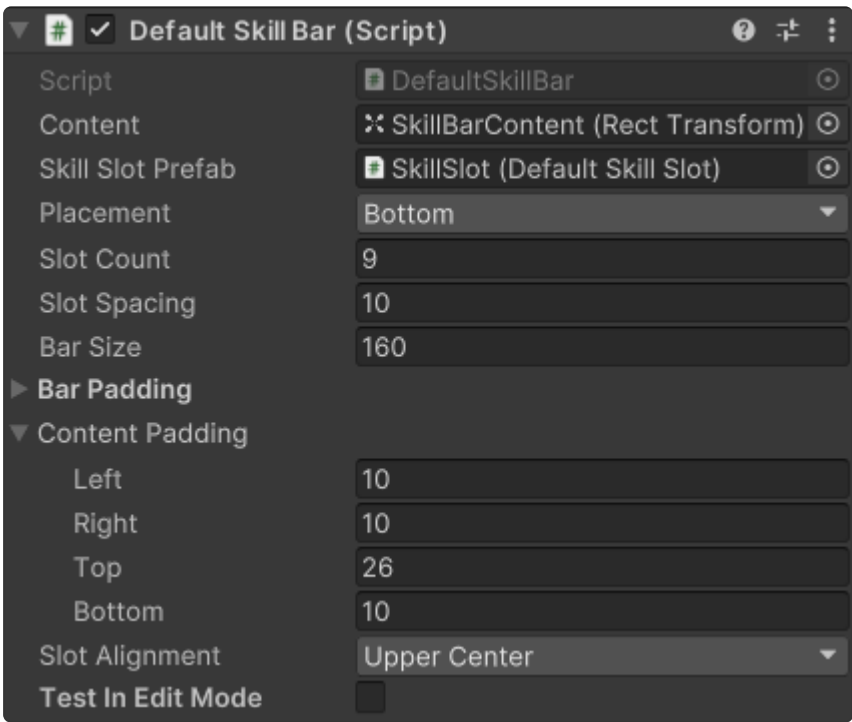 Default Skill Bar (Script)
Script DefaultSkillBar
Content SkillBarContent (Rect Transform)
Skill Slot Prefab SkillSlot (Default Skill Slot)
Placement Bottom
Slot Count 9
Slot Spacing 10
Bar Size 160
Bar Padding
Content Padding
Left 10
Right 10
Top 26
Bottom 10
Slot Alignment Upper Center
Test In Edit Mode